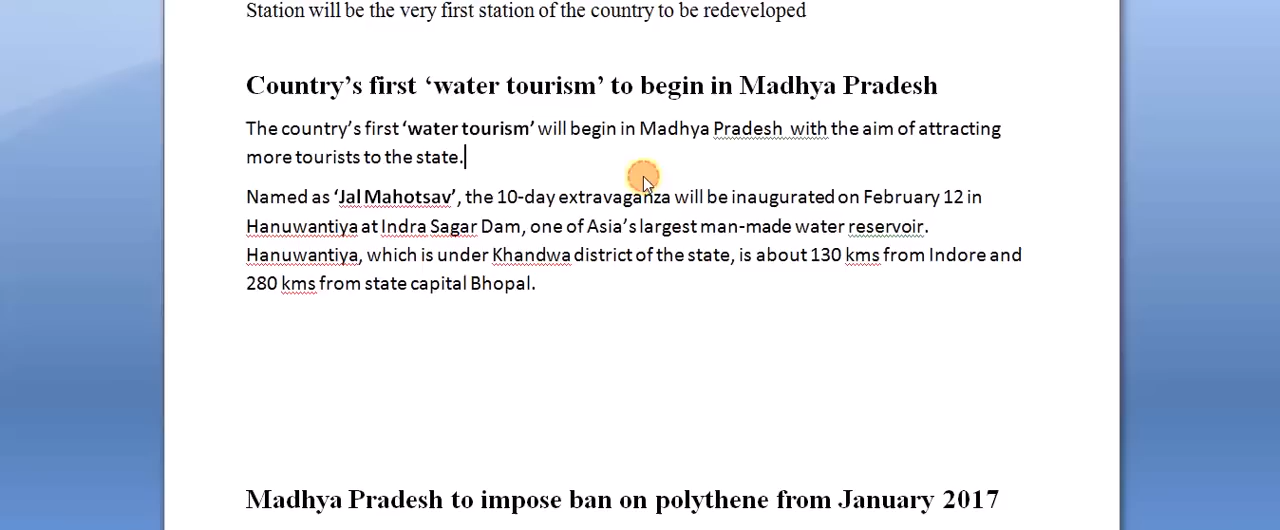 Station will be the very first station of the country to be redeveloped
Country’s first ‘water tourism’ to begin in Madhya Pradesh
The country’s first ‘water tourism’ will begin in Madhya Pradesh  with the aim of attracting
more tourists to the state.
Named as ‘Jal Mahotsav’, the 10-day extravaganza will be inaugurated on February 12 in
Hanuwantiya at Indra Sagar Dam, one of Asia’s largest man-made water reservoir.
Hanuwantiya, which is under Khandwa district of the state, is about 130 kms from Indore and
280 kms from state capital Bhopal.
Madhya Pradesh to impose ban on polythene from January 2017